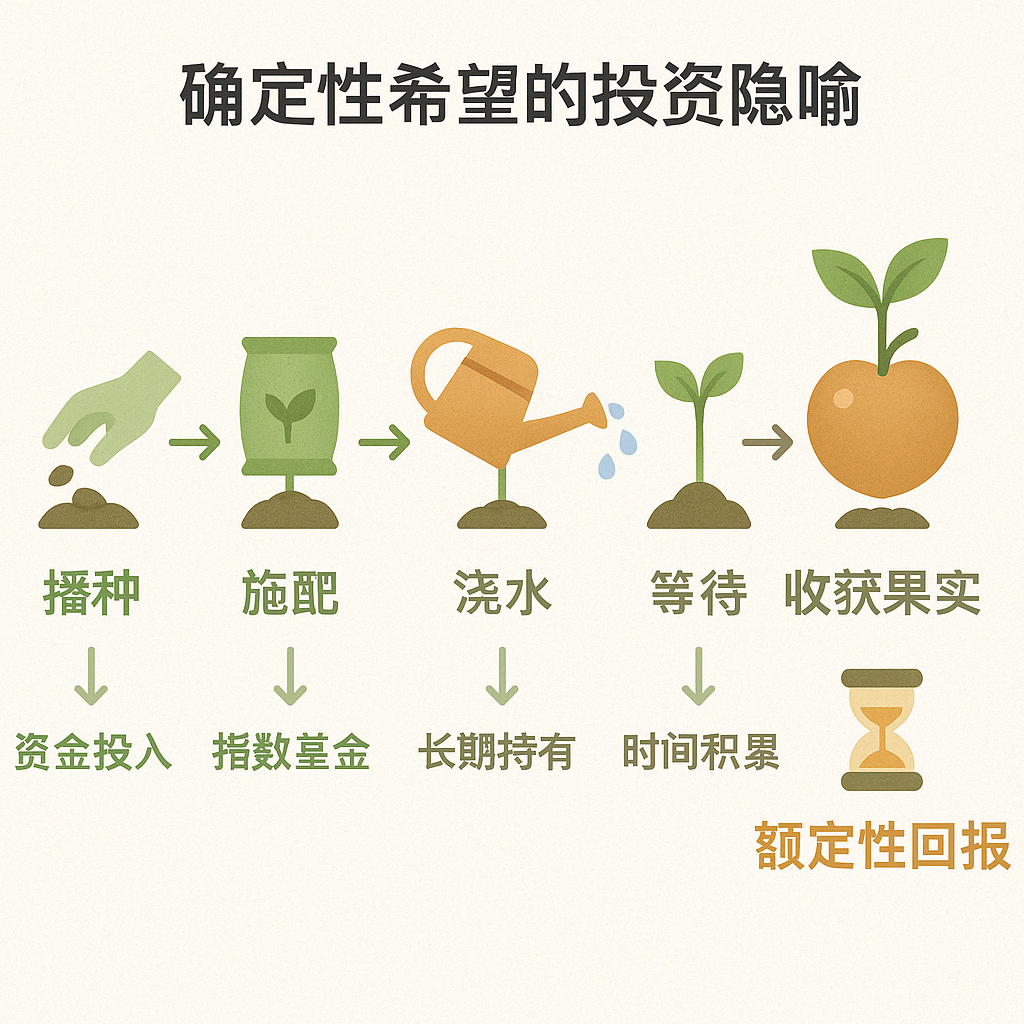 确定性希望的投资隐喻
播种 施肥 浇水 等待 收获果实
资金投入 指数基金 长期持有 时间积累
额定性回报